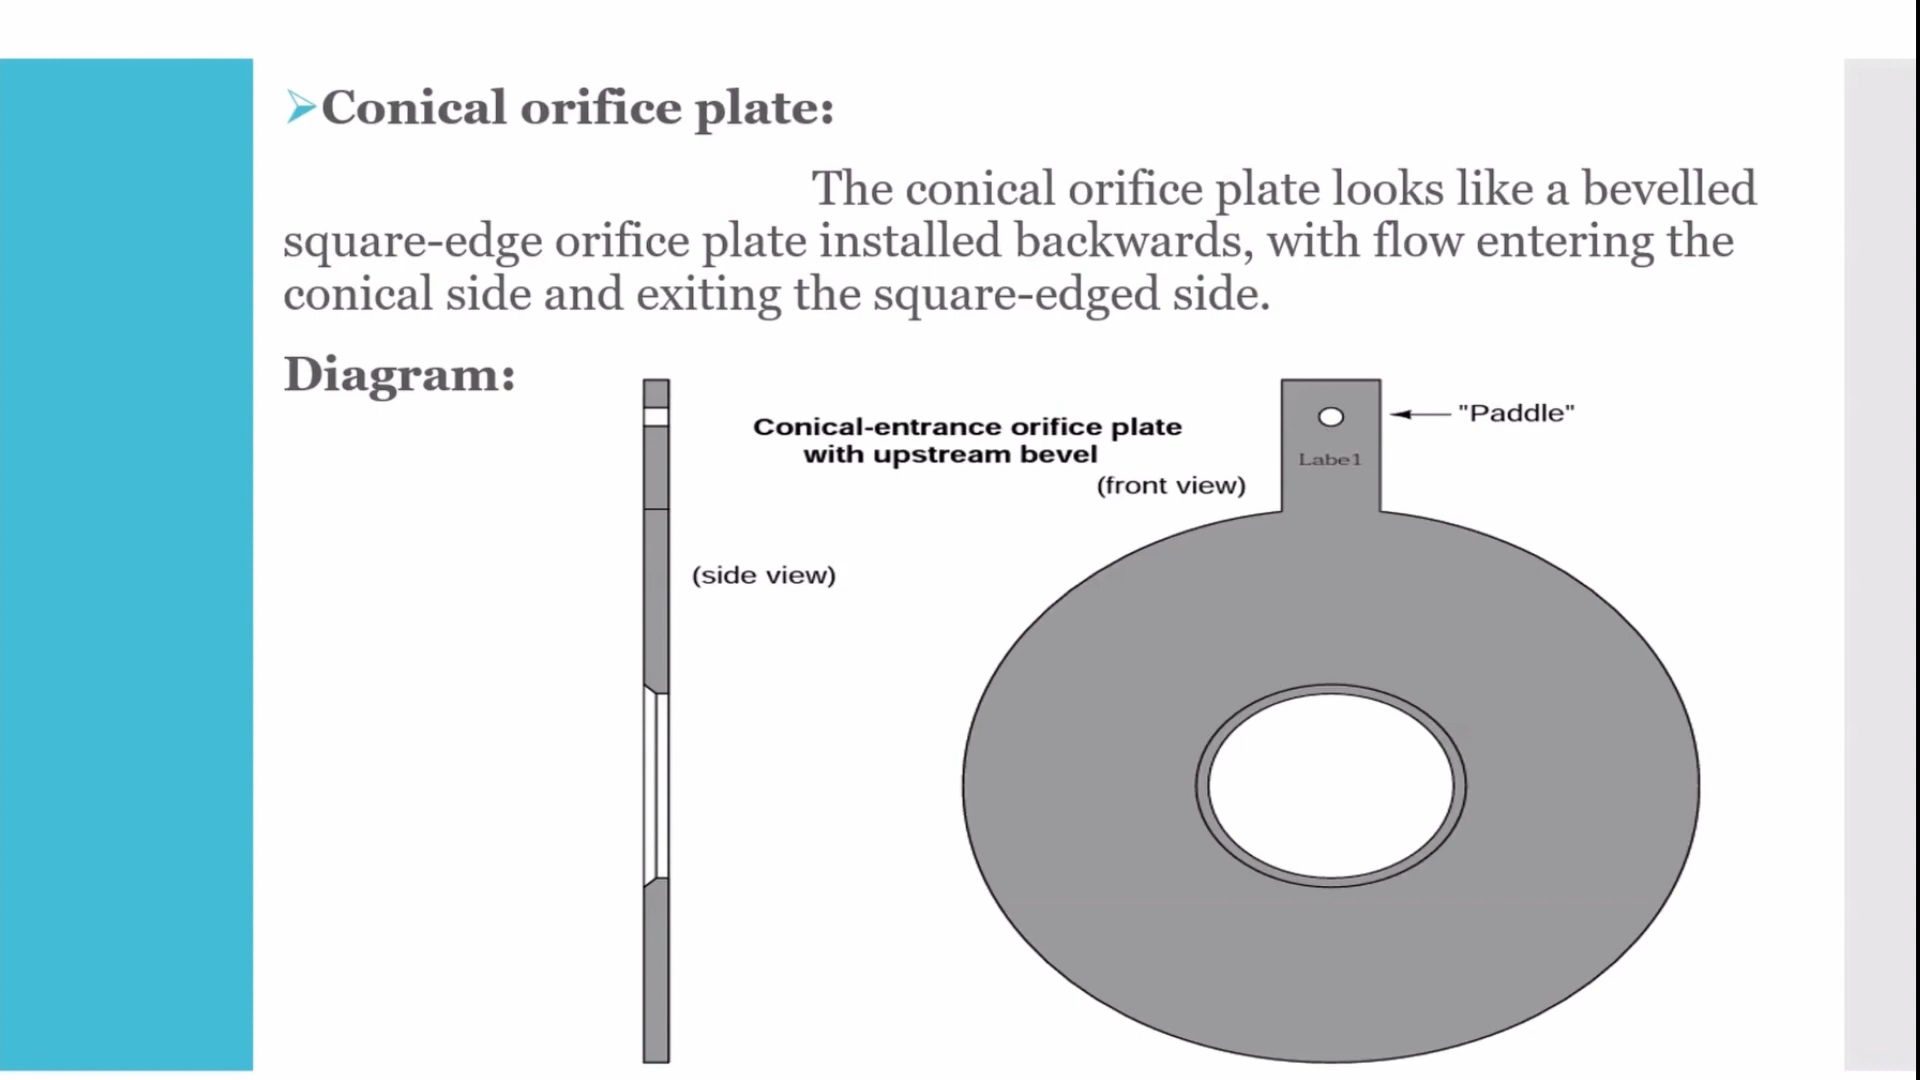 Conical orifice plate:
The conical orifice plate looks like a bevelled
square-edge orifice plate installed backwards, with flow entering the
conical side and exiting the square-edged side.
Diagram:
Conical-entrance orifice plate
with upstream bevel
(front view)
"Paddle"
Label
(side view)